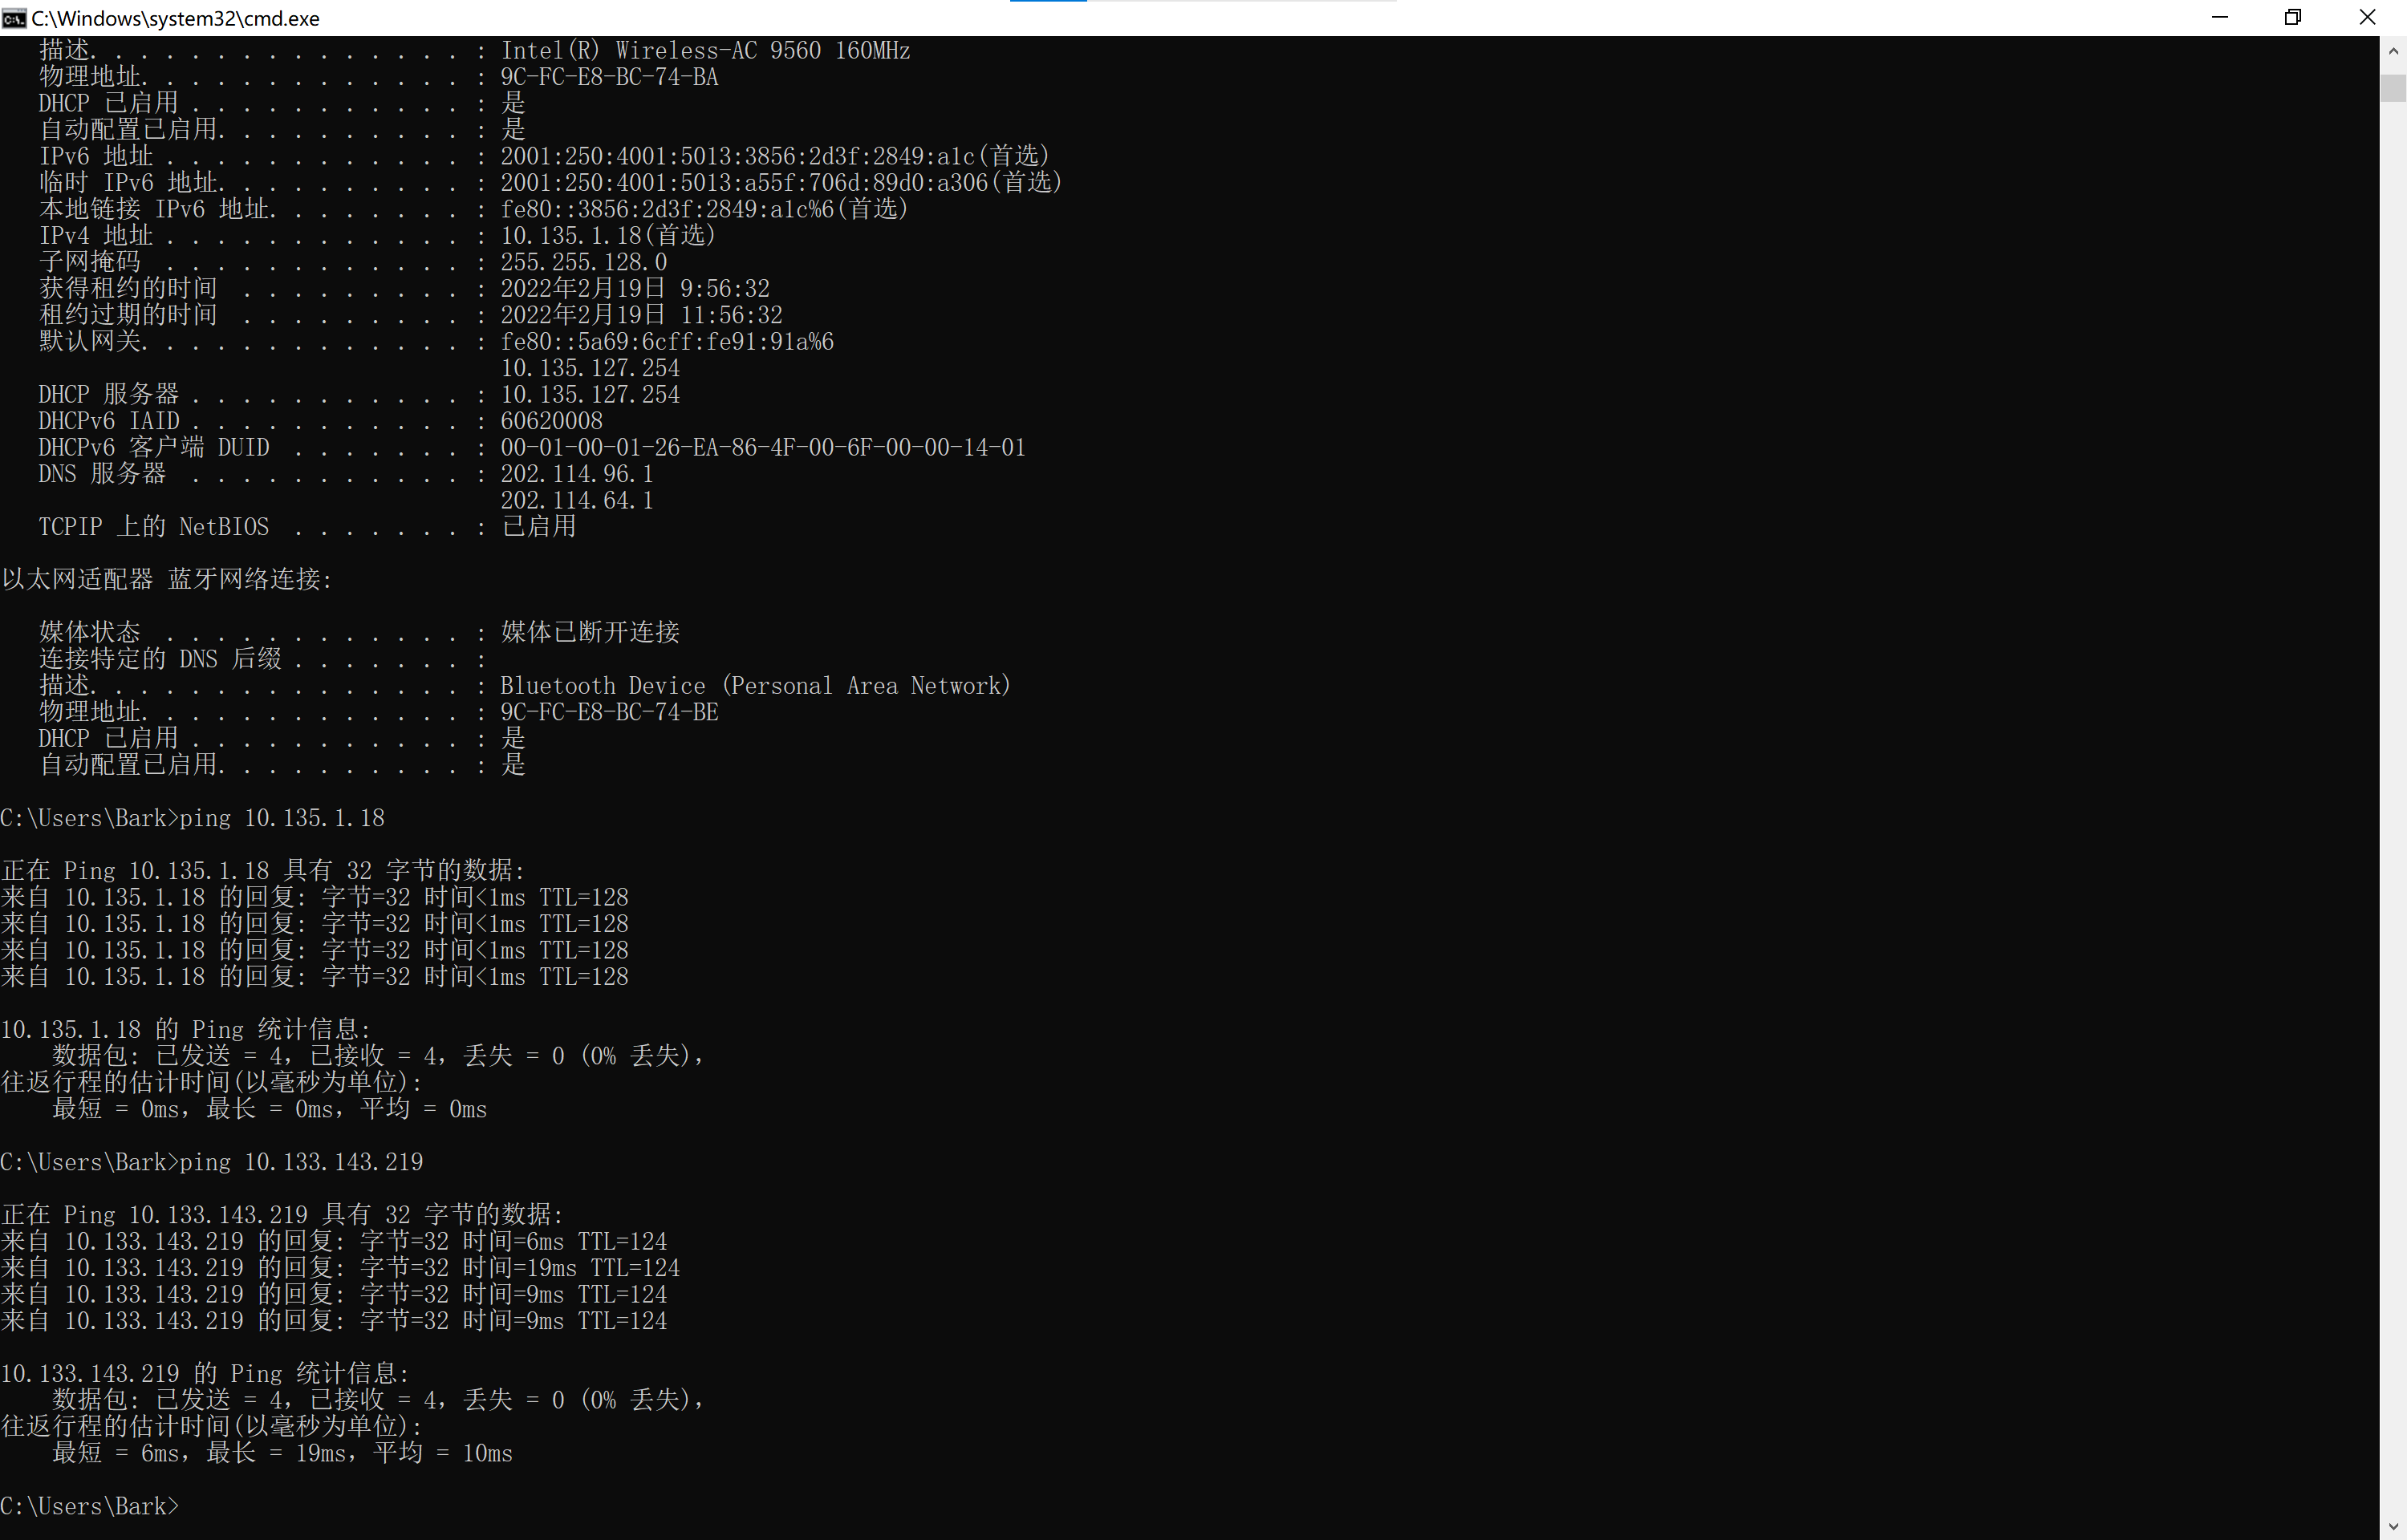 C:\Windows\system32\cmd.exe
描述. . . . . . . . . . . . . . . : Intel(R) Wireless-AC 9560 160MHz
物理地址. . . . . . . . . . . . . : 9C-FC-E8-BC-74-BA
DHCP 已启用 . . . . . . . . . . . : 是
自动配置已启用. . . . . . . . . . : 是
IPv6 地址 . . . . . . . . . . . . : 2001:250:4001:5013:3856:2d3f:2849:a1c(首选)
临时 IPv6 地址. . . . . . . . . . : 2001:250:4001:5013:a55f:706d:89d0:a306(首选)
本地链接 IPv6 地址. . . . . . . . : fe80::3856:2d3f:2849:a1c%6(首选)
IPv4 地址 . . . . . . . . . . . . : 10.135.1.18(首选)
子网掩码  . . . . . . . . . . . . : 255.255.128.0
获得租约的时间  . . . . . . . . . : 2022年2月19日 9:56:32
租约过期的时间  . . . . . . . . . : 2022年2月19日 11:56:32
默认网关. . . . . . . . . . . . . : fe80::5a69:6cff:fe91:91a%6
10.135.127.254
DHCP 服务器 . . . . . . . . . . . : 10.135.127.254
DHCPv6 IAID . . . . . . . . . . . : 60620008
DHCPv6 客户端 DUID  . . . . . . . : 00-01-00-01-26-EA-86-4F-00-6F-00-00-14-01
DNS 服务器  . . . . . . . . . . . : 202.114.96.1
202.114.64.1
TCPIP 上的 NetBIOS  . . . . . . . : 已启用
以太网适配器 蓝牙网络连接:
媒体状态  . . . . . . . . . . . . : 媒体已断开连接
连接特定的 DNS 后缀 . . . . . . . :
描述. . . . . . . . . . . . . . . : Bluetooth Device (Personal Area Network)
物理地址. . . . . . . . . . . . . : 9C-FC-E8-BC-74-BE
DHCP 已启用 . . . . . . . . . . . : 是
自动配置已启用. . . . . . . . . . : 是
C:\Users\Bark>ping 10.135.1.18
正在 Ping 10.135.1.18 具有 32 字节的数据:
来自 10.135.1.18 的回复: 字节=32 时间<1ms TTL=128
来自 10.135.1.18 的回复: 字节=32 时间<1ms TTL=128
来自 10.135.1.18 的回复: 字节=32 时间<1ms TTL=128
来自 10.135.1.18 的回复: 字节=32 时间<1ms TTL=128
10.135.1.18 的 Ping 统计信息:
数据包: 已发送 = 4，已接收 = 4，丢失 = 0 (0% 丢失)，
往返行程的估计时间(以毫秒为单位):
最短 = 0ms，最长 = 0ms，平均 = 0ms
C:\Users\Bark>ping 10.133.143.219
正在 Ping 10.133.143.219 具有 32 字节的数据:
来自 10.133.143.219 的回复: 字节=32 时间=6ms TTL=124
来自 10.133.143.219 的回复: 字节=32 时间=19ms TTL=124
来自 10.133.143.219 的回复: 字节=32 时间=9ms TTL=124
来自 10.133.143.219 的回复: 字节=32 时间=9ms TTL=124
10.133.143.219 的 Ping 统计信息:
数据包: 已发送 = 4，已接收 = 4，丢失 = 0 (0% 丢失)，
往返行程的估计时间(以毫秒为单位):
最短 = 6ms，最长 = 19ms，平均 = 10ms
C:\Users\Bark>